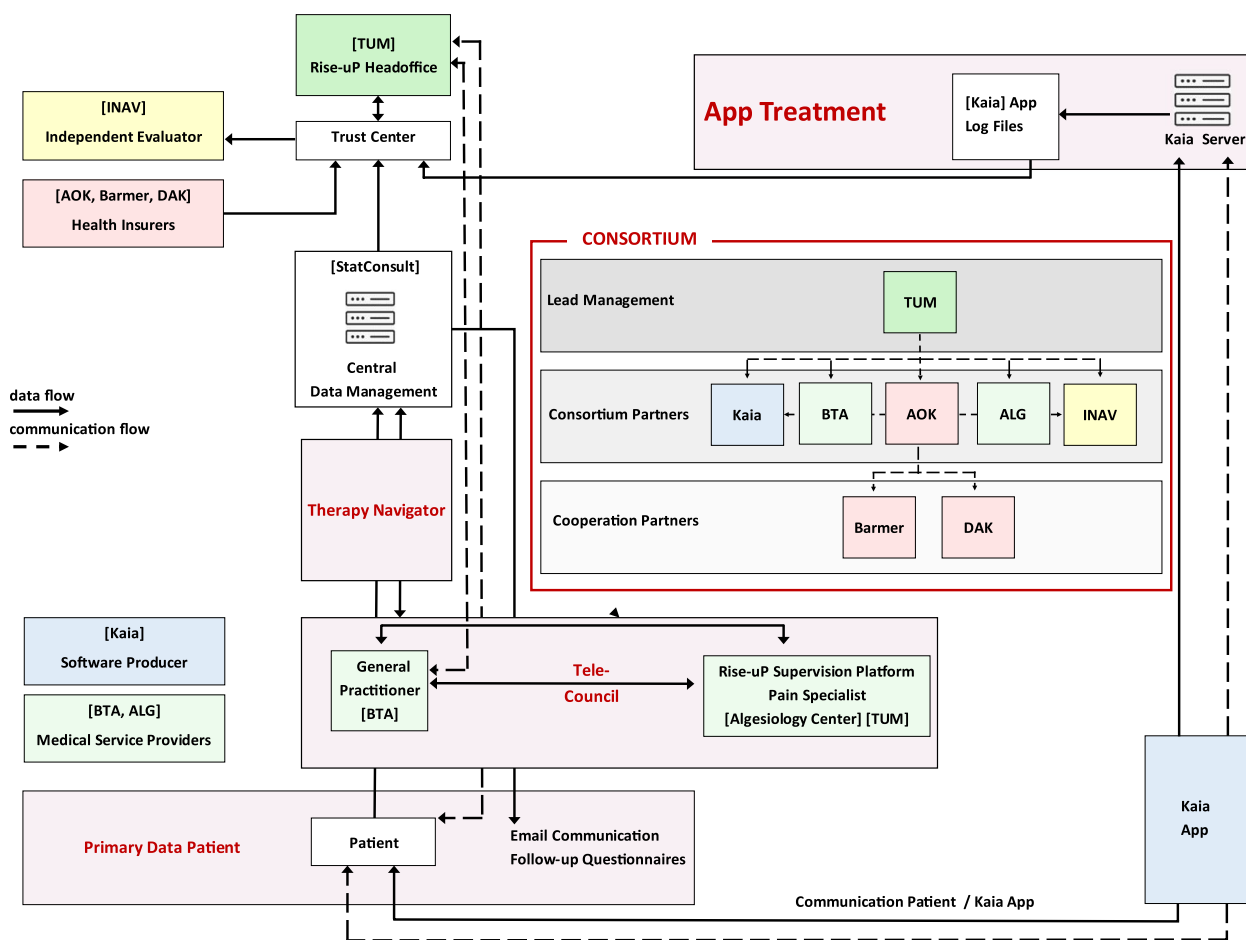 [TUM]
Rise-uP Headoffice
[INAV]
Independent Evaluator
Trust Center
[AOK, Barmer, DAK]
Health Insurers
App Treatment
[Kaia] App
Log Files
Kaia Server
[StatConsult]
Central
Data Management
CONSORTIUM
Lead Management
TUM
Consortium Partners
Kaia
BTA
AOK
ALG
INAV
Cooperation Partners
Barmer
DAK
data flow
communication flow
Therapy Navigator
[Kaia]
Software Producer
[BTA, ALG]
Medical Service Providers
General
Practitioner
[BTA]
Tele-
Council
Rise-uP Supervision Platform
Pain Specialist
[Algesiology Center] [TUM]
Kaia
App
Primary Data Patient
Patient
Email Communication
Follow-up Questionnaires
Communication Patient / Kaia App